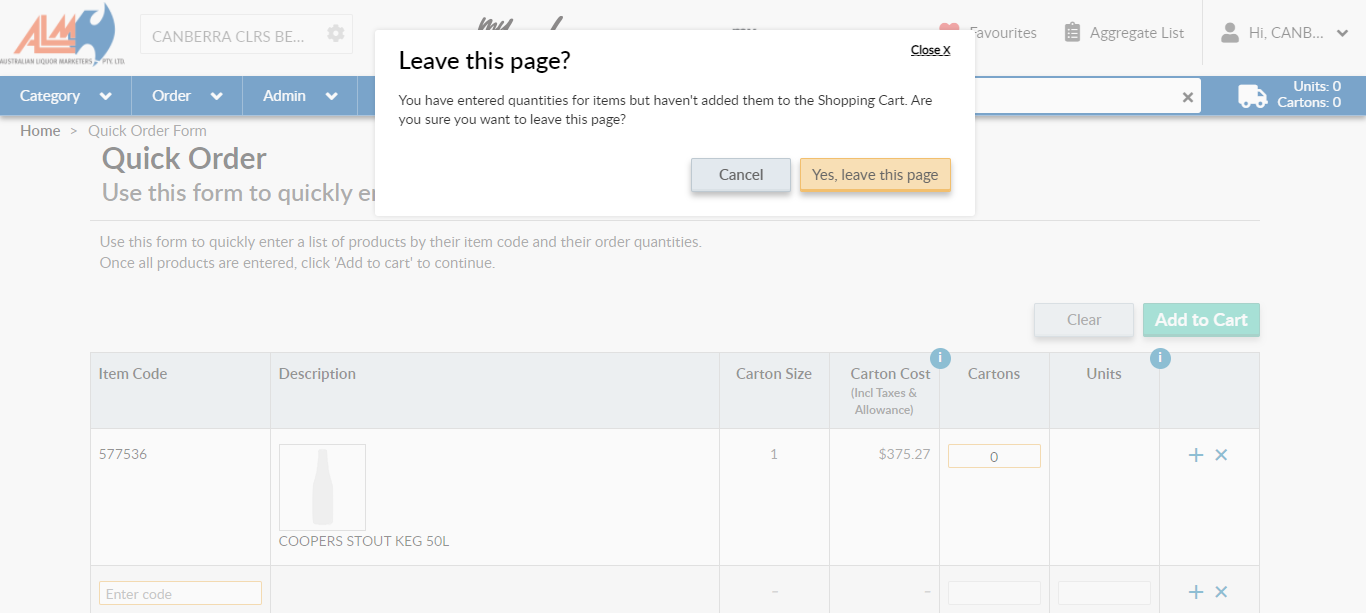 ALM
AUSTRALIAN LIQUOR MARKETERS PTY. LTD.
CANBERRA CLRS BE...
Favourites
Aggregate List
Hi, CANB...
Category
Order
Admin
Units: 0
Cartons: 0
Leave this page?
Close X
You have entered quantities for items but haven't added them to the Shopping Cart. Are
you sure you want to leave this page?
Cancel
Yes, leave this page
Home > Quick Order Form
Quick Order
Use this form to quickly
Use this form to quickly enter a list of products by their item code and their order quantities.
Once all products are entered, click 'Add to cart' to continue.
Clear
Add to Cart
Item Code
Description
Carton Size
Carton Cost
(Incl Taxes &
Allowance)
i
Cartons
Units
i
577536
COOPERS STOUT KEG 50L
1
$375.27
0
Enter code
–
–